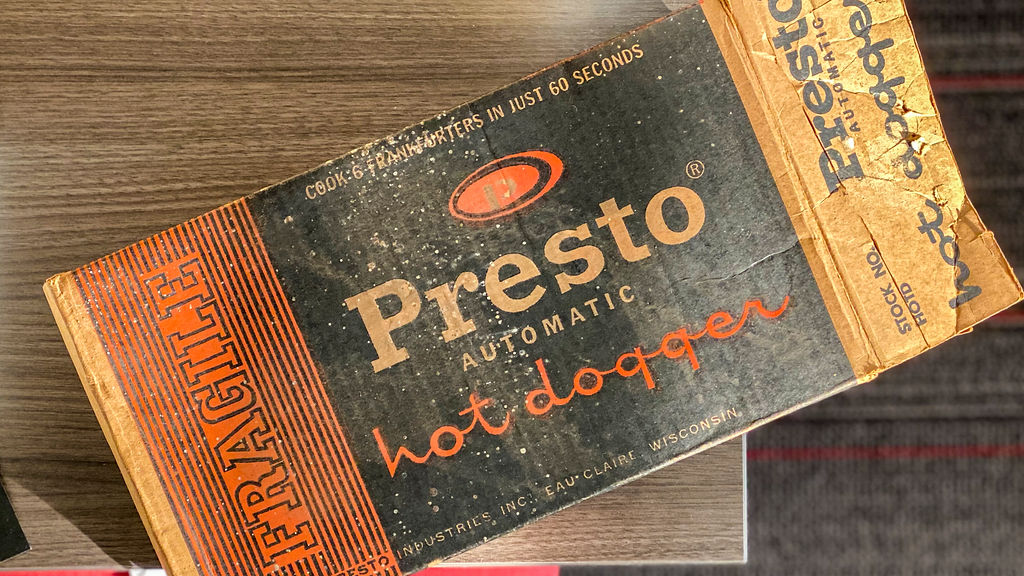 COOK 6 FRANKFURTERS IN JUST 60 SECONDS
P
Presto®
AUTOMATIC
hot dogger
PRESTO INDUSTRIES INC., EAU CLAIRE, WISCONSIN
FRAGILE
Presto
AUTOMATIC
hot dogger
STOCK NO.
HOTD